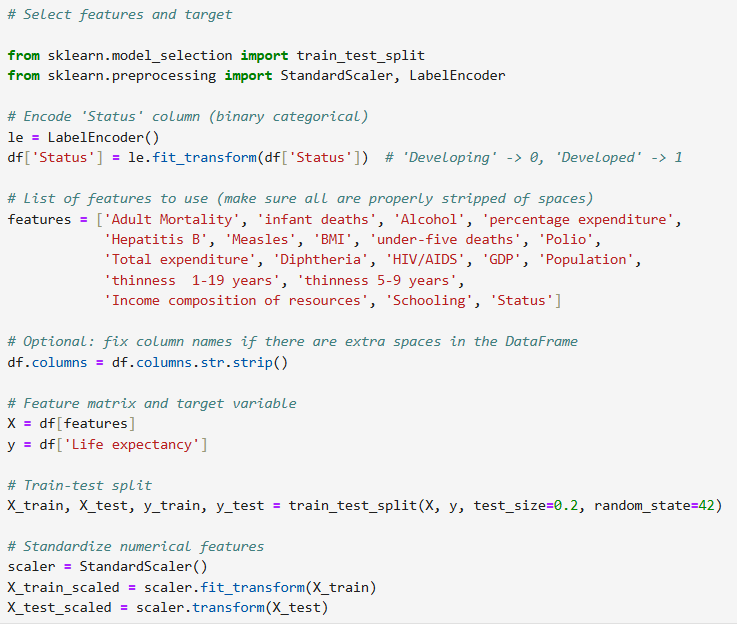 # Select features and target
from sklearn.model_selection import train_test_split
from sklearn.preprocessing import StandardScaler, LabelEncoder
# Encode 'Status' column (binary categorical)
le = LabelEncoder()
df['Status'] = le.fit_transform(df['Status'])  # 'Developing' -> 0, 'Developed' -> 1
# List of features to use (make sure all are properly stripped of spaces)
features = ['Adult Mortality', 'infant deaths', 'Alcohol', 'percentage expenditure',
            'Hepatitis B', 'Measles', 'BMI', 'under-five deaths', 'Polio',
            'Total expenditure', 'Diphtheria', 'HIV/AIDS', 'GDP', 'Population',
            'thinness  1-19 years', 'thinness 5-9 years',
            'Income composition of resources', 'Schooling', 'Status']
# Optional: fix column names if there are extra spaces in the DataFrame
df.columns = df.columns.str.strip()
# Feature matrix and target variable
X = df[features]
y = df['Life expectancy']
# Train-test split
X_train, X_test, y_train, y_test = train_test_split(X, y, test_size=0.2, random_state=42)
# Standardize numerical features
scaler = StandardScaler()
X_train_scaled = scaler.fit_transform(X_train)
X_test_scaled = scaler.transform(X_test)